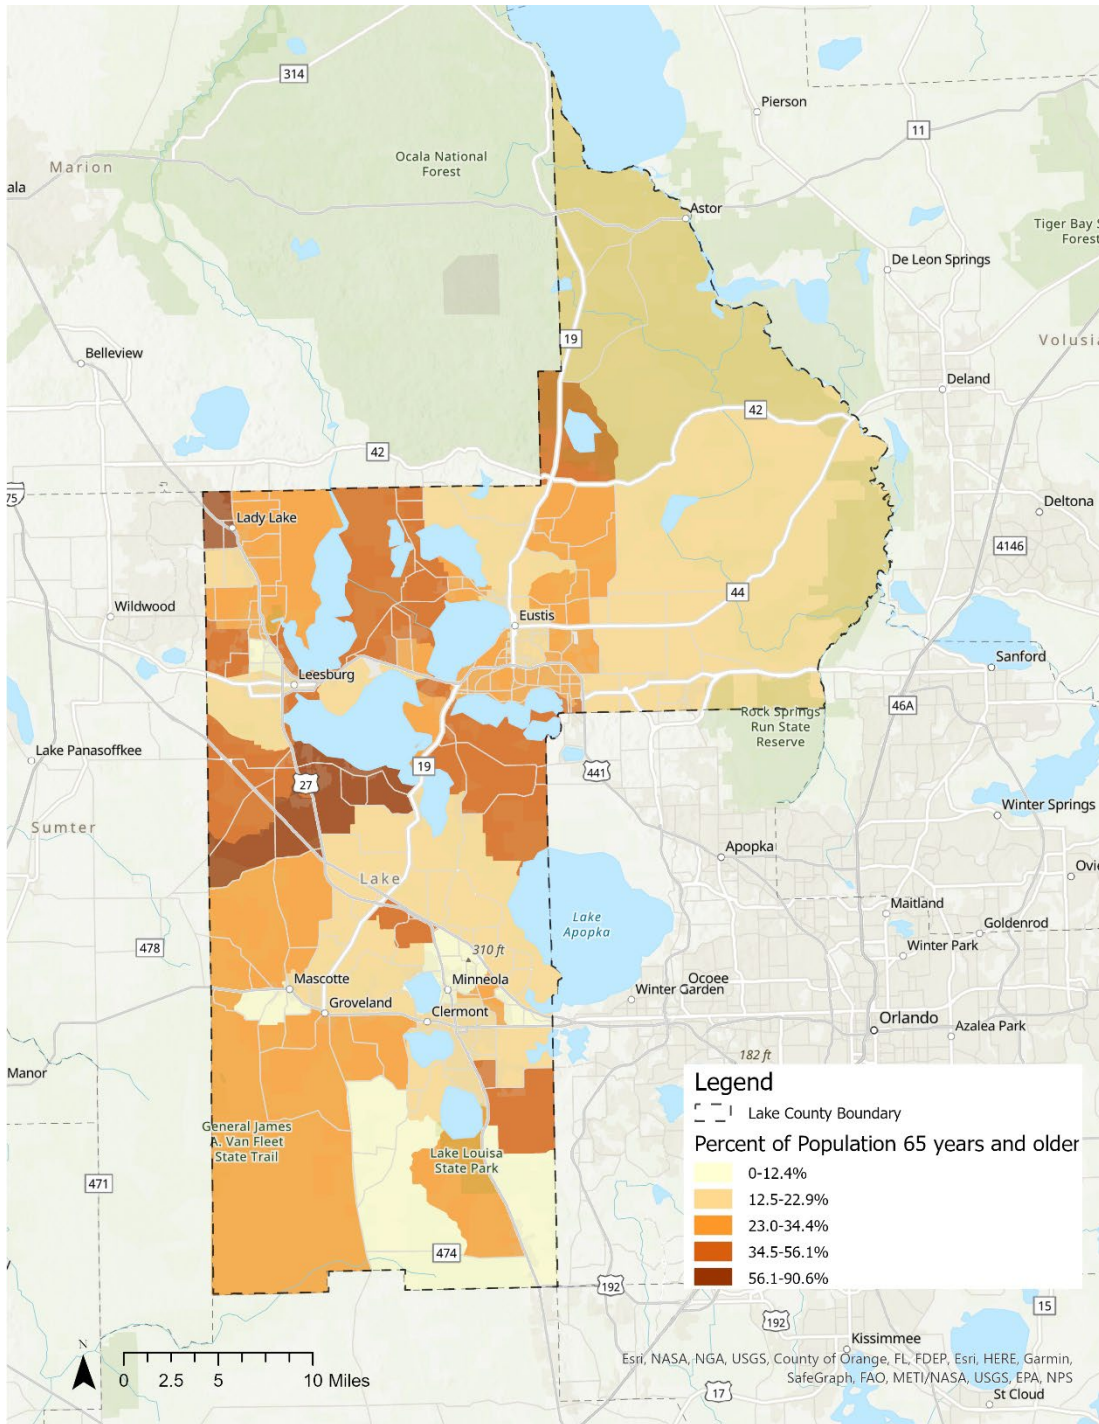 314
Pierson
11
Marion
Ocala National
Forest
ala
Astor
Tiger Bay S
Forest
De Leon Springs
19
Belleview
Volusia
Deland
42
42
75
Lady Lake
Deltona
4146
Wildwood
44
Eustis
Sanford
Leesburg
46A
Rock Springs
Run State
Reserve
Lake Panasoffkee
19
441
27
Winter Springs
Sumter
Apopka
Ovie
Lake
Maitland
Lake
Apopka
Goldenrod
478
310 ft
Winter Park
Mascotte
Minneola
Ocoee
Winter Garden
Groveland
Clermont
Orlando
Azalea Park
182 ft
Manor
Legend
Lake County Boundary
General James
A. Van Fleet
State Trail
Lake Louisa
State Park
Percent of Population 65 years and older
0-12.4%
471
12.5-22.9%
23.0-34.4%
474
34.5-56.1%
56.1-90.6%
192
15
192
N
Kissimmee
Esri, NASA, NGA, USGS, County of Orange, FL, FDEP, Esri, HERE, Garmin,
SafeGraph, FAO, METI/NASA, USGS, EPA, NPS
0 2.5 5 10 Miles
17
St Cloud